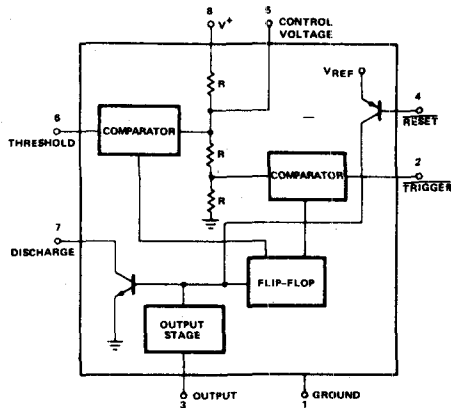 8
V+
5
CONTROL
VOLTAGE
R
VREF
4
RESET
6
THRESHOLD
COMPARATOR
R
COMPARATOR
2
TRIGGER
R
7
DISCHARGE
FLIP-FLOP
OUTPUT
STAGE
3
OUTPUT
1
GROUND